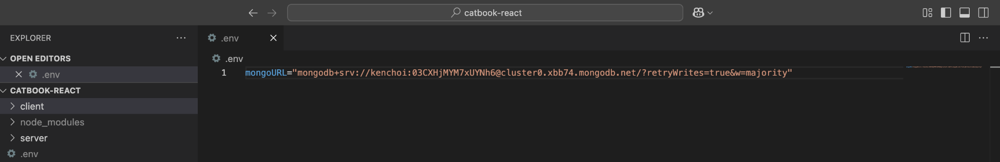 catbook-react
EXPLORER
.env
OPEN EDITORS
.env
.env
1 mongoURL="mongodb+srv://kenchoi:03CXHjMYM7xUYNh6@cluster0.xbb74.mongodb.net/?retryWrites=true&w=majority"
CATBOOK-REACT
client
node_modules
server
.env